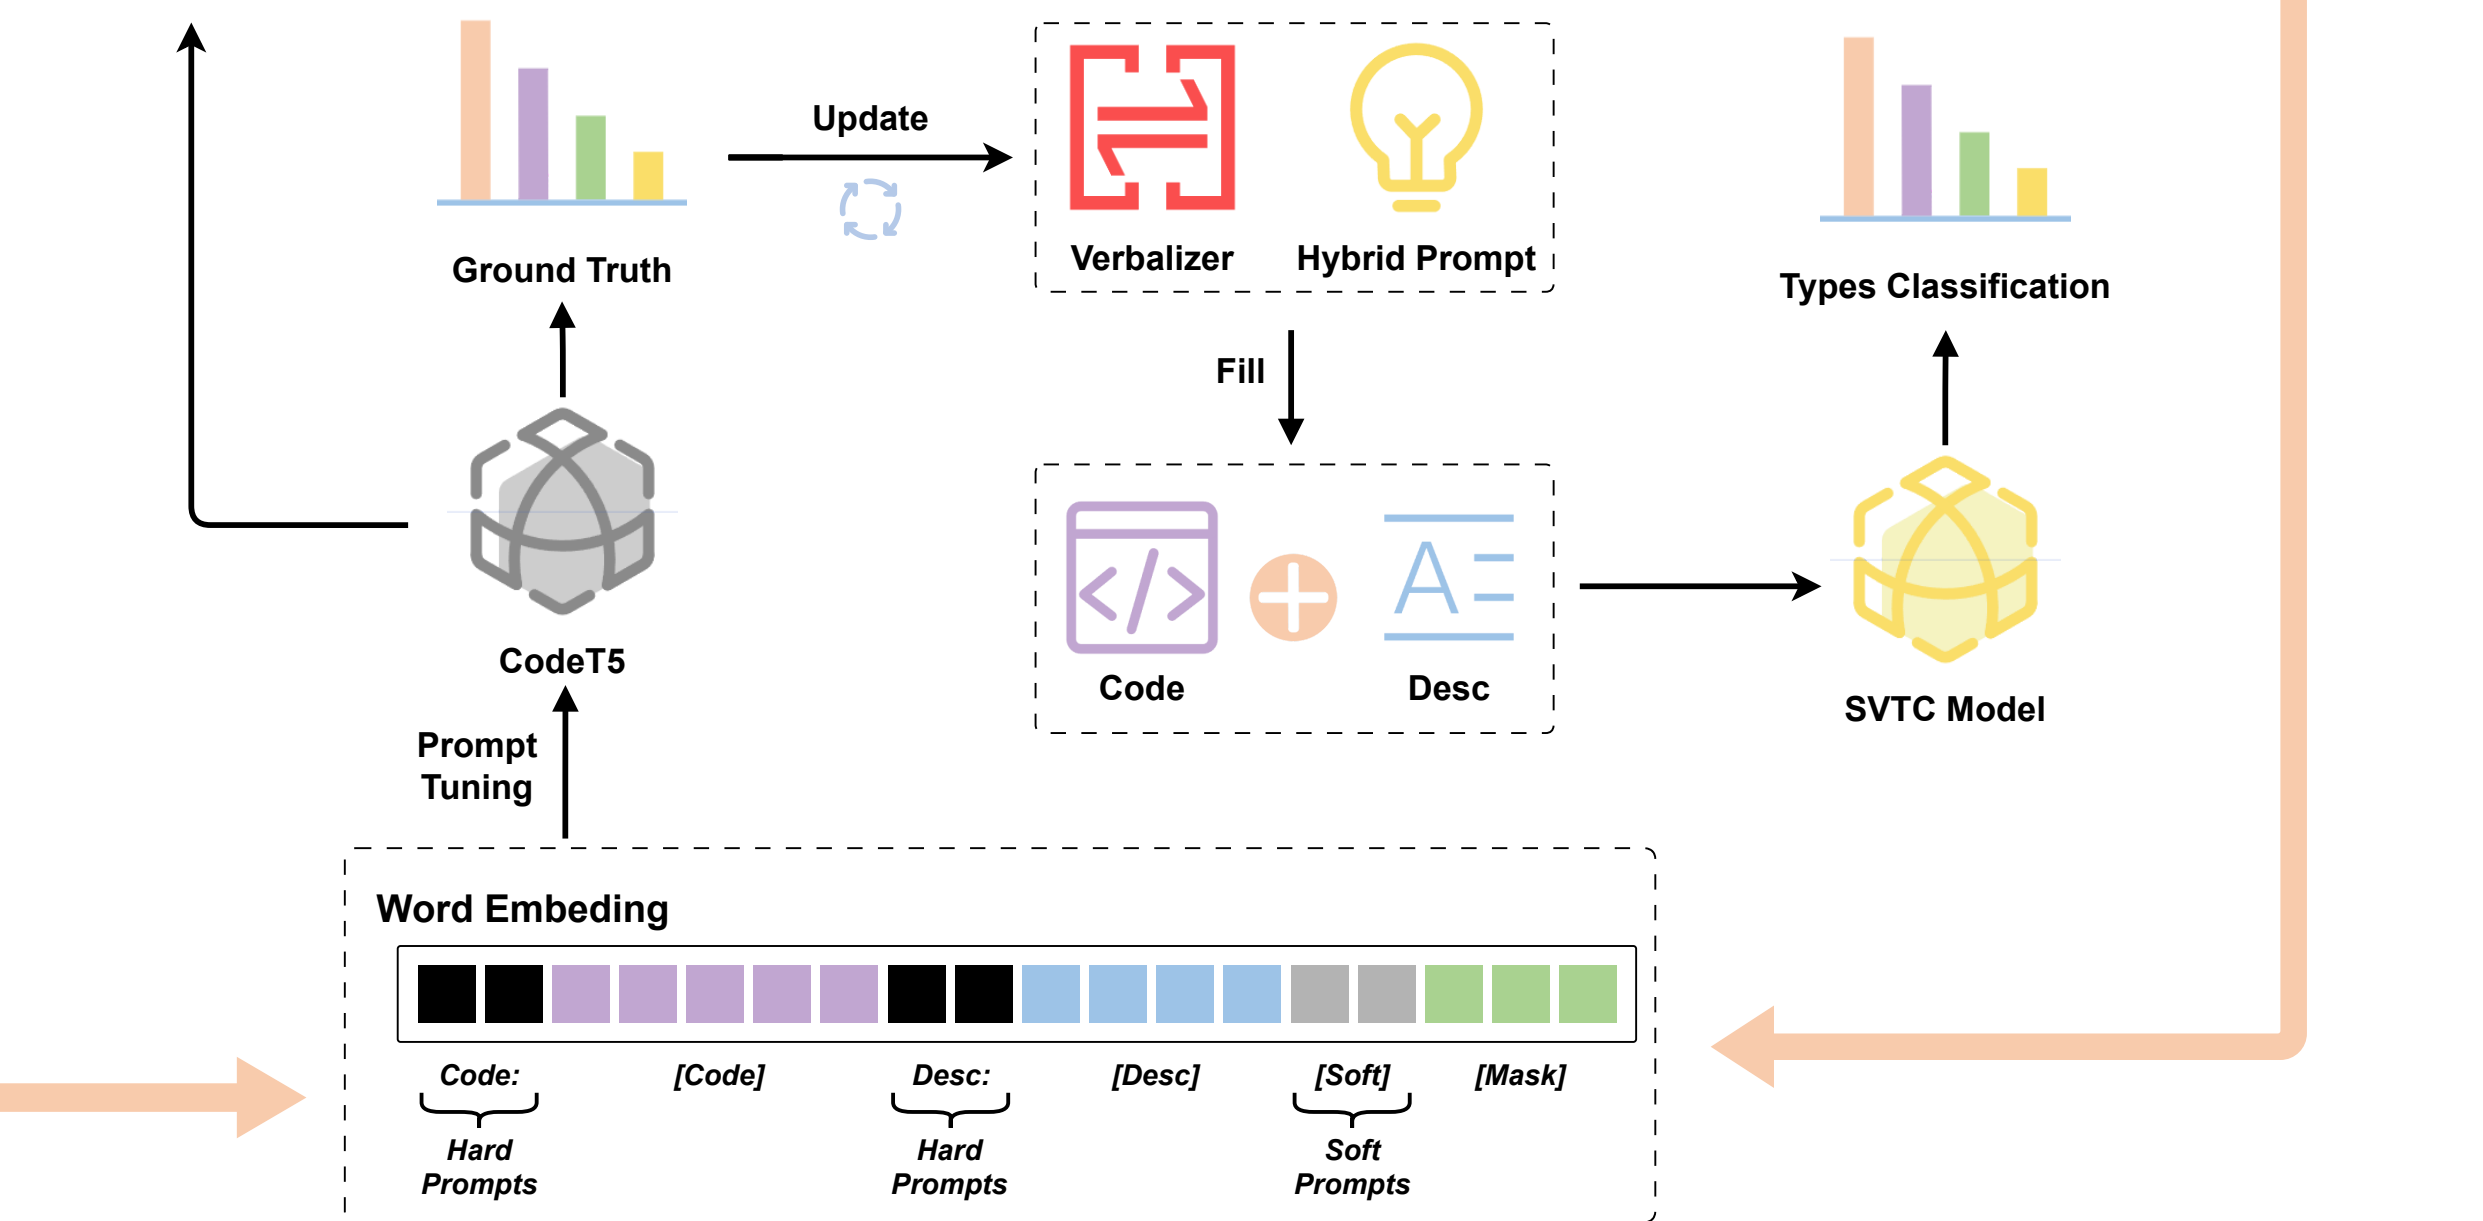 Update
Verbalizer
Hybrid Prompt
Ground Truth
Types Classification
Fill
CodeT5
Code
Desc
SVTC Model
Prompt
Tuning
Word Embeding
Code:
[Code]
Desc:
[Desc]
[Soft]
[Mask]
Hard
Prompts
Hard
Prompts
Soft
Prompts